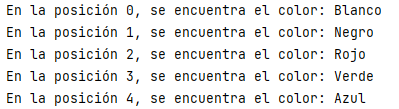 En la posición 0, se encuentra el color: Blanco
En la posición 1, se encuentra el color: Negro
En la posición 2, se encuentra el color: Rojo
En la posición 3, se encuentra el color: Verde
En la posición 4, se encuentra el color: Azul